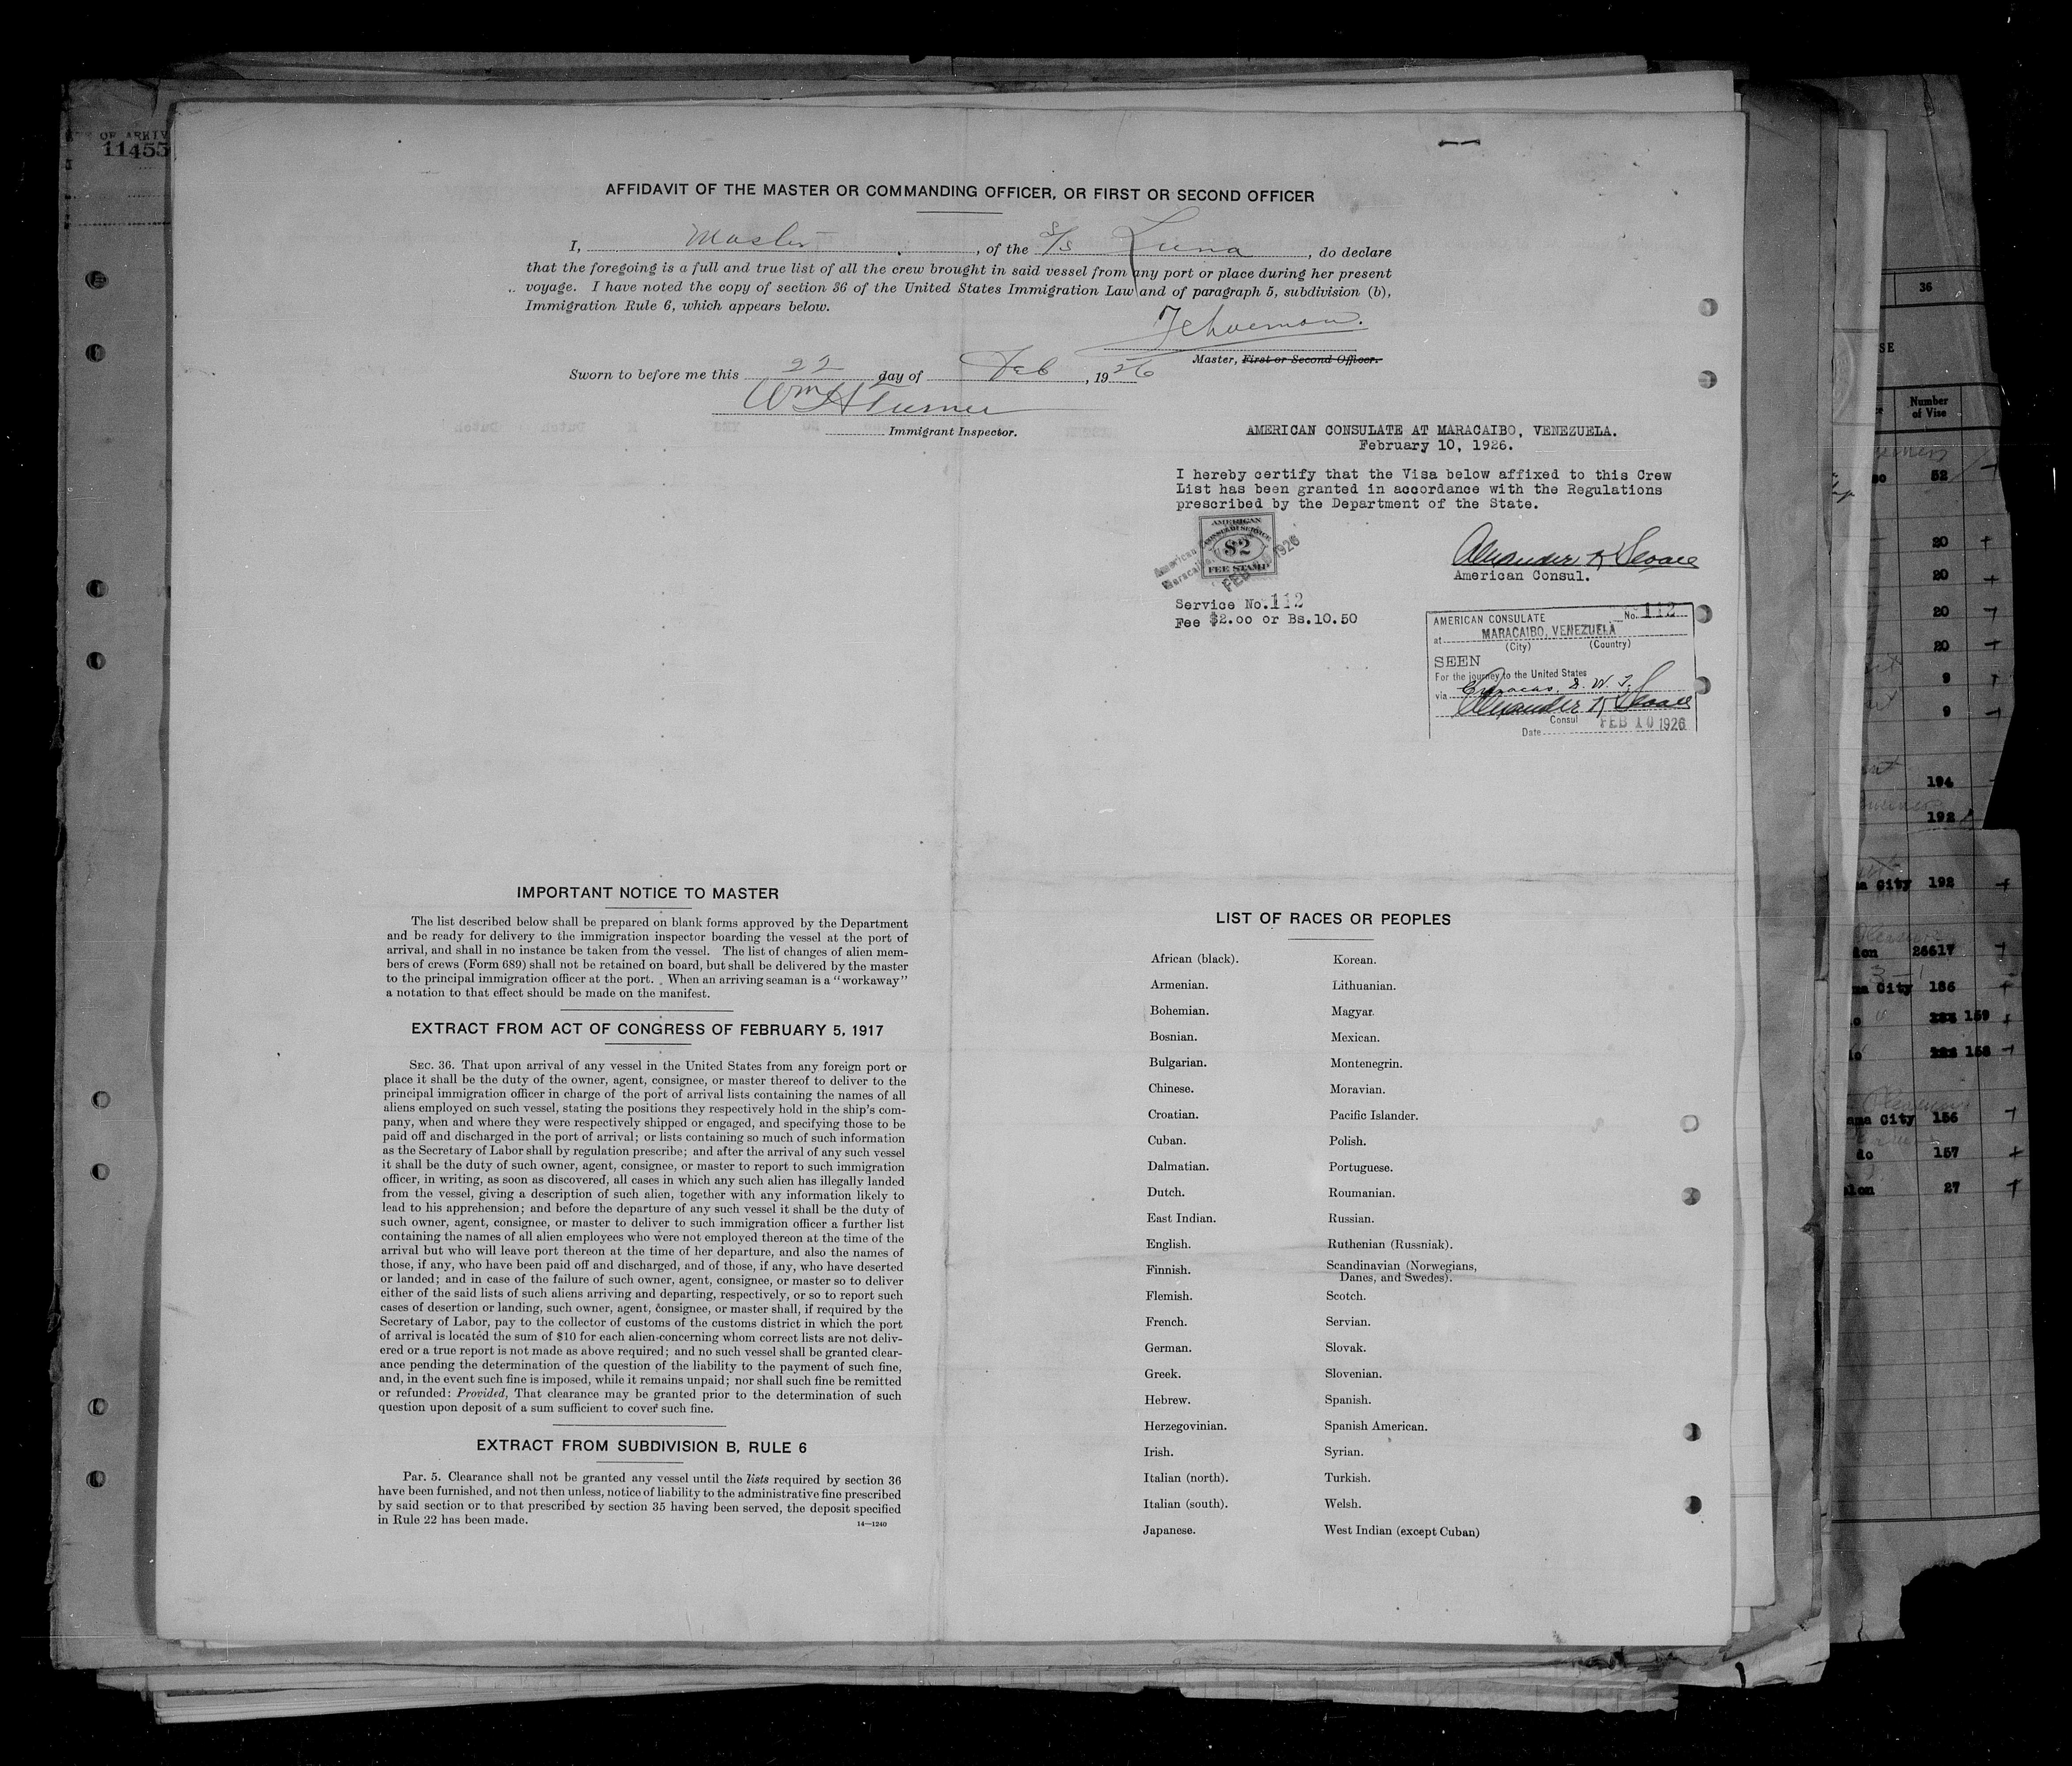 OF ARRIV
11455
AFFIDAVIT OF THE MASTER OR COMMANDING OFFICER, OR FIRST OR SECOND OFFICER
I, Master, of the S/S Luna, do declare
that the foregoing is a full and true list of all the crew brought in said vessel from any port or place during her present
voyage. I have noted the copy of section 36 of the United States Immigration Law and of paragraph 5, subdivision (b),
Immigration Rule 6, which appears below.
Master, First or Second Officer.
Sworn to before me this 22 day of Feb, 1926
Wm H Turner
Immigrant Inspector.
AMERICAN CONSULATE AT MARACAIBO, VENEZUELA.
February 10, 1926.
I hereby certify that the Visa below affixed to this Crew
List has been granted in accordance with the Regulations
prescribed by the Department of the State.
AMERICAN
CONSULAR SERVICE
$2
FEE STAMP
Alexander K Sloan
American Consul.
Service No. 112
Fee $2.00 or Bs.10.50
AMERICAN CONSULATE No. 112
at MARACAIBO, VENEZUELA
(City) (Country)
SEEN
For the journey to the United States
via Curacao, D. W. I.
Alexander K Sloan
Consul
Date FEB 10 1926
IMPORTANT NOTICE TO MASTER
The list described below shall be prepared on blank forms approved by the Department
and be ready for delivery to the immigration inspector boarding the vessel at the port of
arrival, and shall in no instance be taken from the vessel. The list of changes of alien mem-
bers of crews (Form 689) shall not be retained on board, but shall be delivered by the master
to the principal immigration officer at the port. When an arriving seaman is a "workaway"
a notation to that effect should be made on the manifest.
EXTRACT FROM ACT OF CONGRESS OF FEBRUARY 5, 1917
SEC. 36. That upon arrival of any vessel in the United States from any foreign port or
place it shall be the duty of the owner, agent, consignee, or master thereof to deliver to the
principal immigration officer in charge of the port of arrival lists containing the names of all
aliens employed on such vessel, stating the positions they respectively hold in the ship's com-
pany, when and where they were respectively shipped or engaged, and specifying those to be
paid off and discharged in the port of arrival; or lists containing so much of such information
as the Secretary of Labor shall by regulation prescribe; and after the arrival of any such vessel
it shall be the duty of such owner, agent, consignee, or master to report to such immigration
officer, in writing, as soon as discovered, all cases in which any such alien has illegally landed
from the vessel, giving a description of such alien, together with any information likely to
lead to his apprehension; and before the departure of any such vessel it shall be the duty of
such owner, agent, consignee, or master to deliver to such immigration officer a further list
containing the names of all alien employees who were not employed thereon at the time of the
arrival but who will leave port thereon at the time of her departure, and also the names of
those, if any, who have been paid off and discharged, and of those, if any, who have deserted
or landed; and in case of the failure of such owner, agent, consignee, or master so to deliver
either of the said lists of such aliens arriving and departing, respectively, or so to report such
cases of desertion or landing, such owner, agent, consignee, or master shall, if required by the
Secretary of Labor, pay to the collector of customs of the customs district in which the port
of arrival is located the sum of $10 for each alien concerning whom correct lists are not deliv-
ered or a true report is not made as above required; and no such vessel shall be granted clear-
ance pending the determination of the question of the liability to the payment of such fine,
and, in the event such fine is imposed, while it remains unpaid; nor shall such fine be remitted
or refunded: Provided, That clearance may be granted prior to the determination of such
question upon deposit of a sum sufficient to cover such fine.
EXTRACT FROM SUBDIVISION B, RULE 6
Par. 5. Clearance shall not be granted any vessel until the lists required by section 36
have been furnished, and not then unless, notice of liability to the administrative fine prescribed
by said section or to that prescribed by section 35 having been served, the deposit specified
in Rule 22 has been made.
14—1240
LIST OF RACES OR PEOPLES
African (black). Korean.
Armenian. Lithuanian.
Bohemian. Magyar.
Bosnian. Mexican.
Bulgarian. Montenegrin.
Chinese. Moravian.
Croatian. Pacific Islander.
Cuban. Polish.
Dalmatian. Portuguese.
Dutch. Roumanian.
East Indian. Russian.
English. Ruthenian (Russniak).
Finnish. Scandinavian (Norwegians,
Danes, and Swedes).
Flemish. Scotch.
French. Servian.
German. Slovak.
Greek. Slovenian.
Hebrew. Spanish.
Herzegovinian. Spanish American.
Irish. Syrian.
Italian (north). Turkish.
Italian (south). Welsh.
Japanese. West Indian (except Cuban)
36
SE
Number
of Vise
52
20
20
20
20
9
9
194
192
City 192
26617
City 186
159
158
City 156
do 157
27